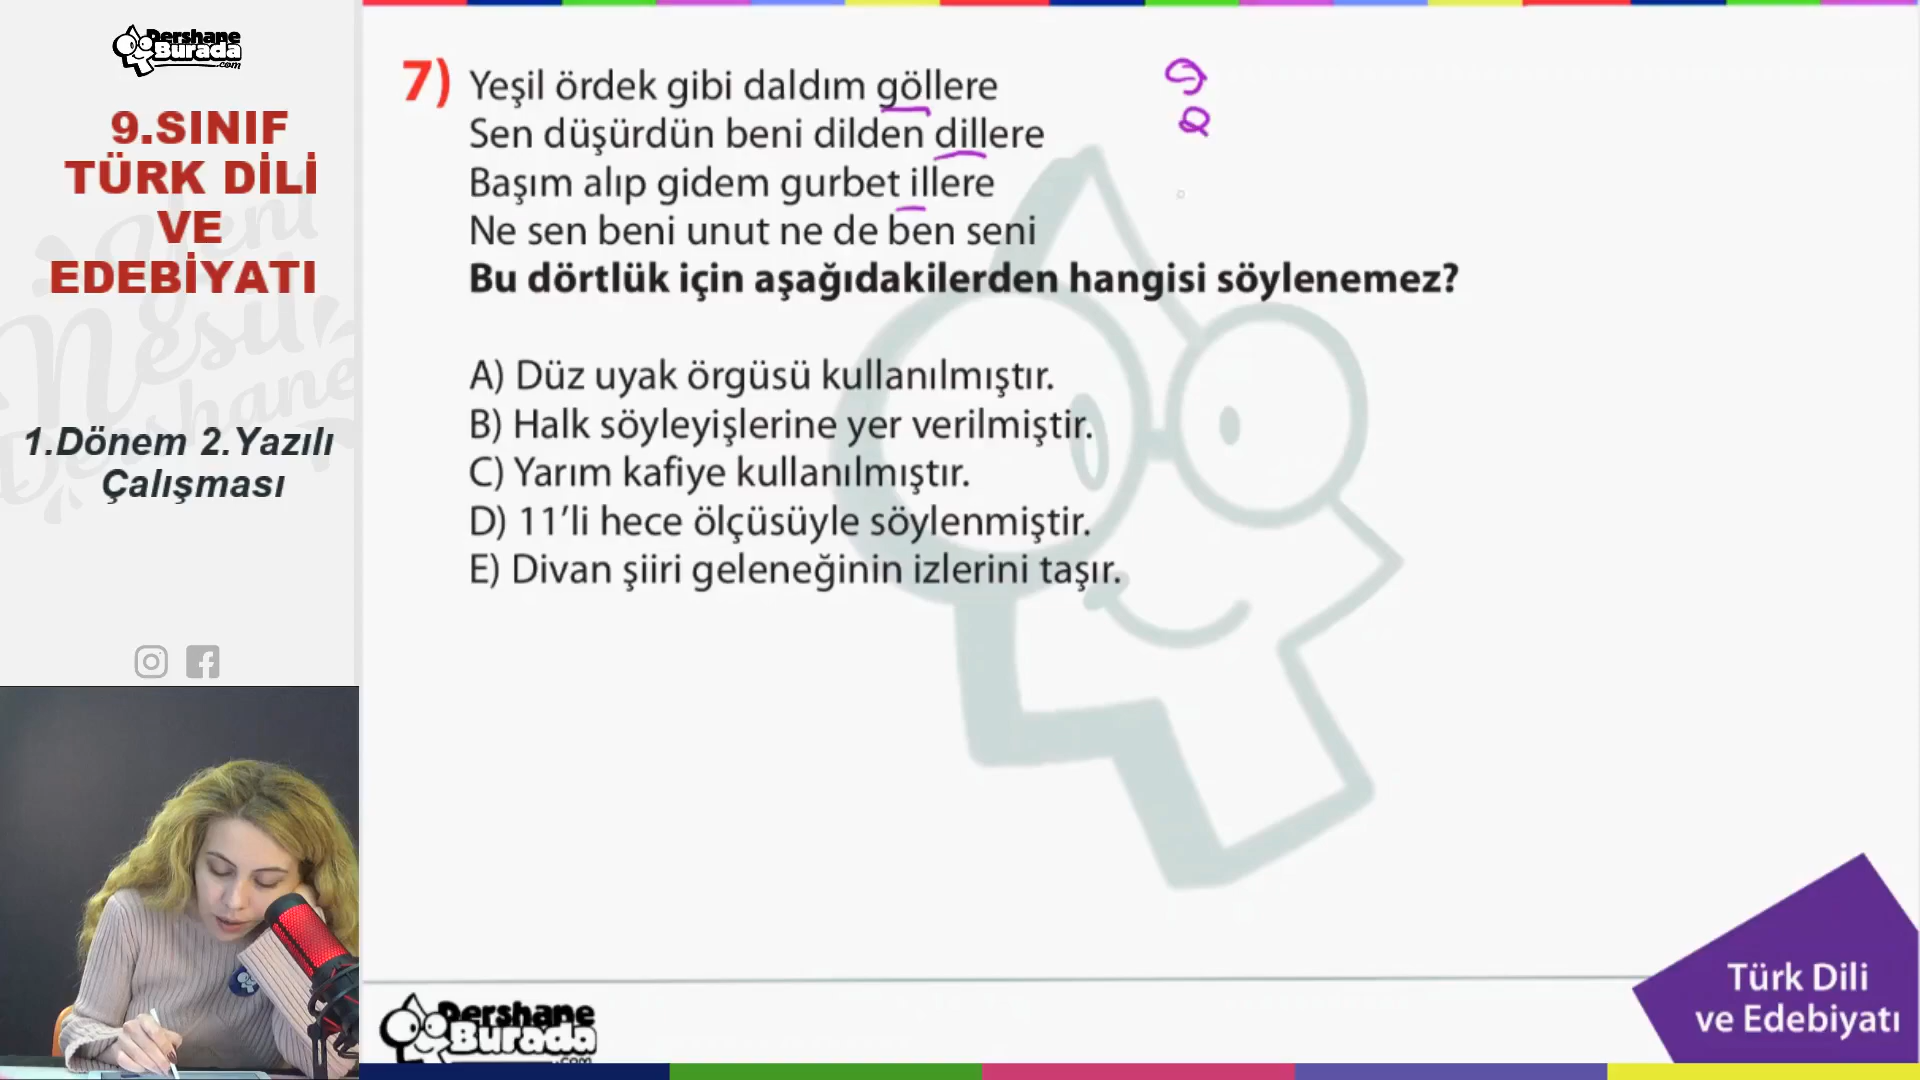 Dershane
Burada
.com
9.SINIF
TÜRK DİLİ
VE
EDEBİYATI
Yeni
Nesil
Dershane
1.Dönem 2.Yazılı
Çalışması
7) Yeşil ördek gibi daldım göllere
Sen düşürdün beni dilden dillere
Başım alıp gidem gurbet illere
Ne sen beni unut ne de ben seni
Bu dörtlük için aşağıdakilerden hangisi söylenemez?
A) Düz uyak örgüsü kullanılmıştır.
B) Halk söyleyişlerine yer verilmiştir.
C) Yarım kafiye kullanılmıştır.
D) 11’li hece ölçüsüyle söylenmiştir.
E) Divan şiiri geleneğinin izlerini taşır.
Dershane
Burada
.com
Türk Dili
ve Edebiyatı